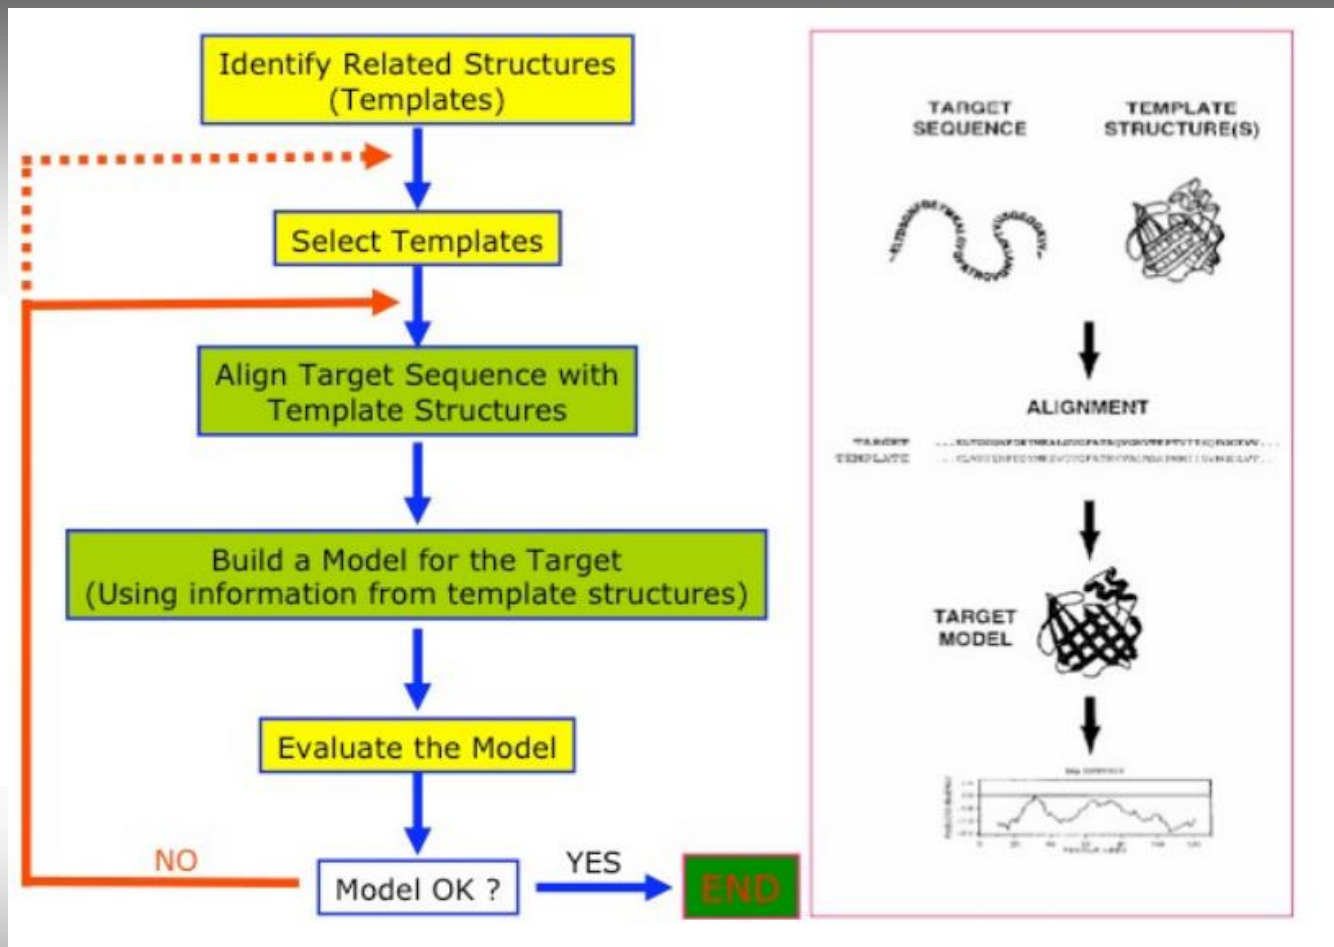 Identify Related Structures
(Templates)
Select Templates
Align Target Sequence with
Template Structures
Build a Model for the Target
(Using information from template structures)
Evaluate the Model
NO
Model OK ?
YES
END
TARGET
SEQUENCE
TEMPLATE
STRUCTURE(S)
ALIGNMENT
TARGET
TEMPLATE
TARGET
MODEL